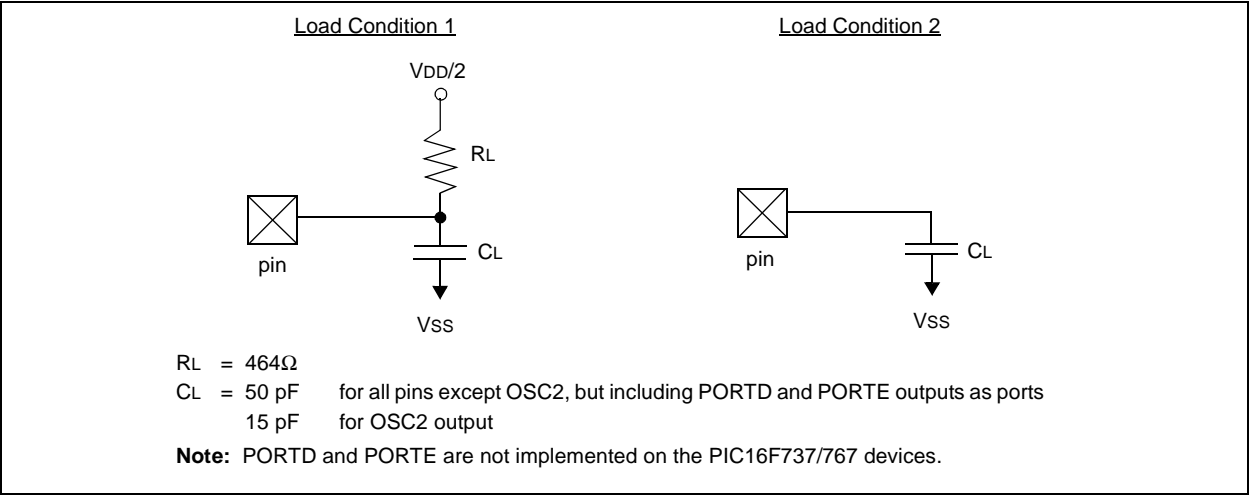 Load Condition 1
VDD/2
RL
pin
CL
VSS
Load Condition 2
pin
CL
VSS
RL = 464Ω
CL = 50 pF for all pins except OSC2, but including PORTD and PORTE outputs as ports
15 pF for OSC2 output
Note: PORTD and PORTE are not implemented on the PIC16F737/767 devices.